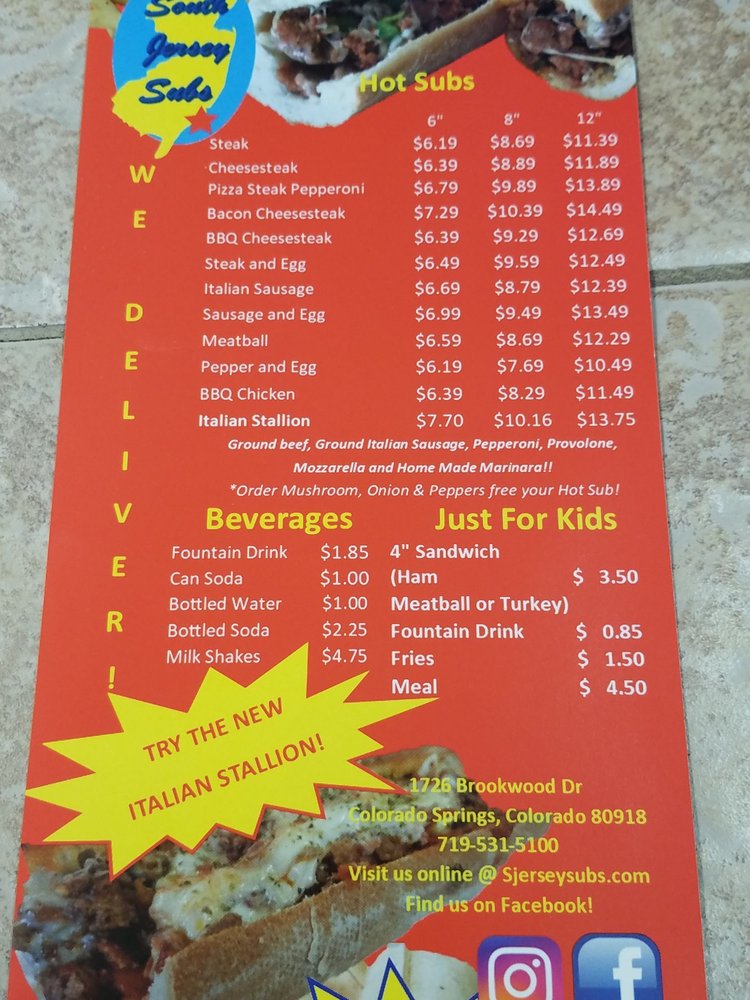 South
Jersey
Subs
WE DELIVER!
Hot Subs
6" 8" 12"
Steak $6.19 $8.69 $11.39
Cheesesteak $6.39 $8.89 $11.89
Pizza Steak Pepperoni $6.79 $9.89 $13.89
Bacon Cheesesteak $7.29 $10.39 $14.49
BBQ Cheesesteak $6.39 $9.29 $12.69
Steak and Egg $6.49 $9.59 $12.49
Italian Sausage $6.69 $8.79 $12.39
Sausage and Egg $6.99 $9.49 $13.49
Meatball $6.59 $8.69 $12.29
Pepper and Egg $6.19 $7.69 $10.49
BBQ Chicken $6.39 $8.29 $11.49
Italian Stallion $7.70 $10.16 $13.75
Ground beef, Ground Italian Sausage, Pepperoni, Provolone,
Mozzarella and Home Made Marinara!!
*Order Mushroom, Onion & Peppers free your Hot Sub!
Beverages
Fountain Drink $1.85
Can Soda $1.00
Bottled Water $1.00
Bottled Soda $2.25
Milk Shakes $4.75
Just For Kids
4" Sandwich
(Ham $ 3.50
Meatball or Turkey)
Fountain Drink $ 0.85
Fries $ 1.50
Meal $ 4.50
TRY THE NEW
ITALIAN STALLION!
1726 Brookwood Dr
Colorado Springs, Colorado 80918
719-531-5100
Visit us online @ Sjerseysubs.com
Find us on Facebook!
f